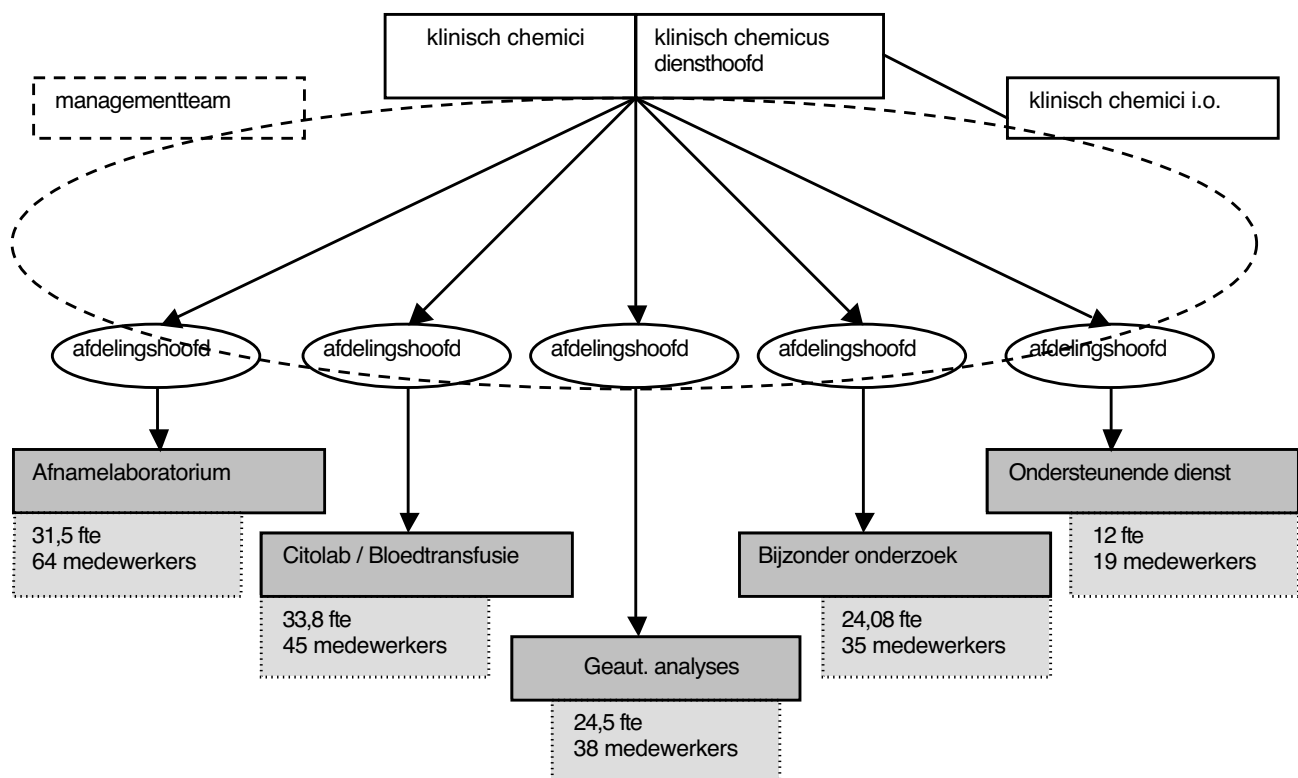 klinisch chemici
klinisch chemicus
diensthoofd
managementteam
klinisch chemici i.o.
afdelingshoofd
afdelingshoofd
afdelingshoofd
afdelingshoofd
afdelingshoofd
Afnamelaboratorium
31,5 fte
64 medewerkers
Citolab / Bloedtransfusie
33,8 fte
45 medewerkers
Geaut. analyses
24,5 fte
38 medewerkers
Bijzonder onderzoek
24,08 fte
35 medewerkers
Ondersteunende dienst
12 fte
19 medewerkers